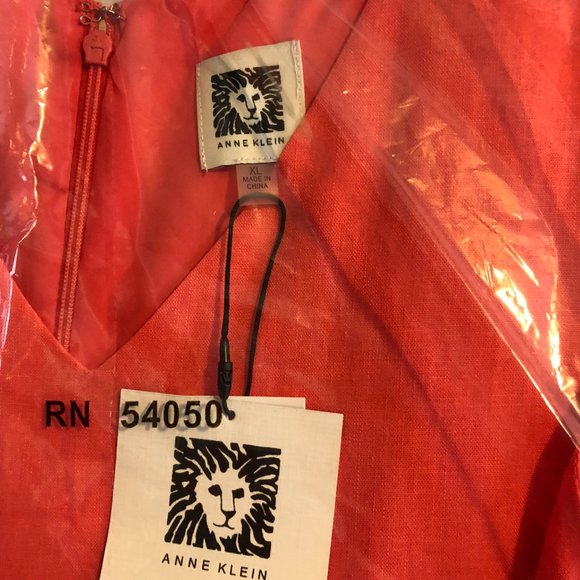 ANNE KLEIN
XL
MADE IN
CHINA
RN 54050
ANNE KLEIN